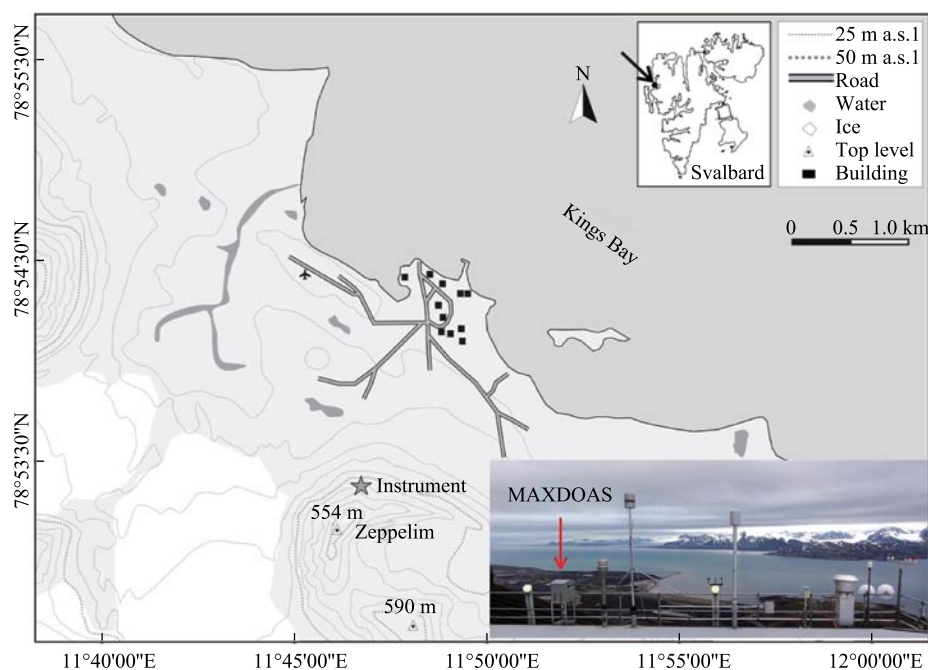 78°55'30"N
78°54'30"N
78°53'30"N
N
Svalbard
25 m a.s.l
50 m a.s.l
Road
Water
Ice
Top level
Building
0 0.5 1.0 km
Kings Bay
Instrument
554 m
Zeppelim
590 m
MAXDOAS
11°40'00"E 11°45'00"E 11°50'00"E 11°55'00"E 12°00'00"E